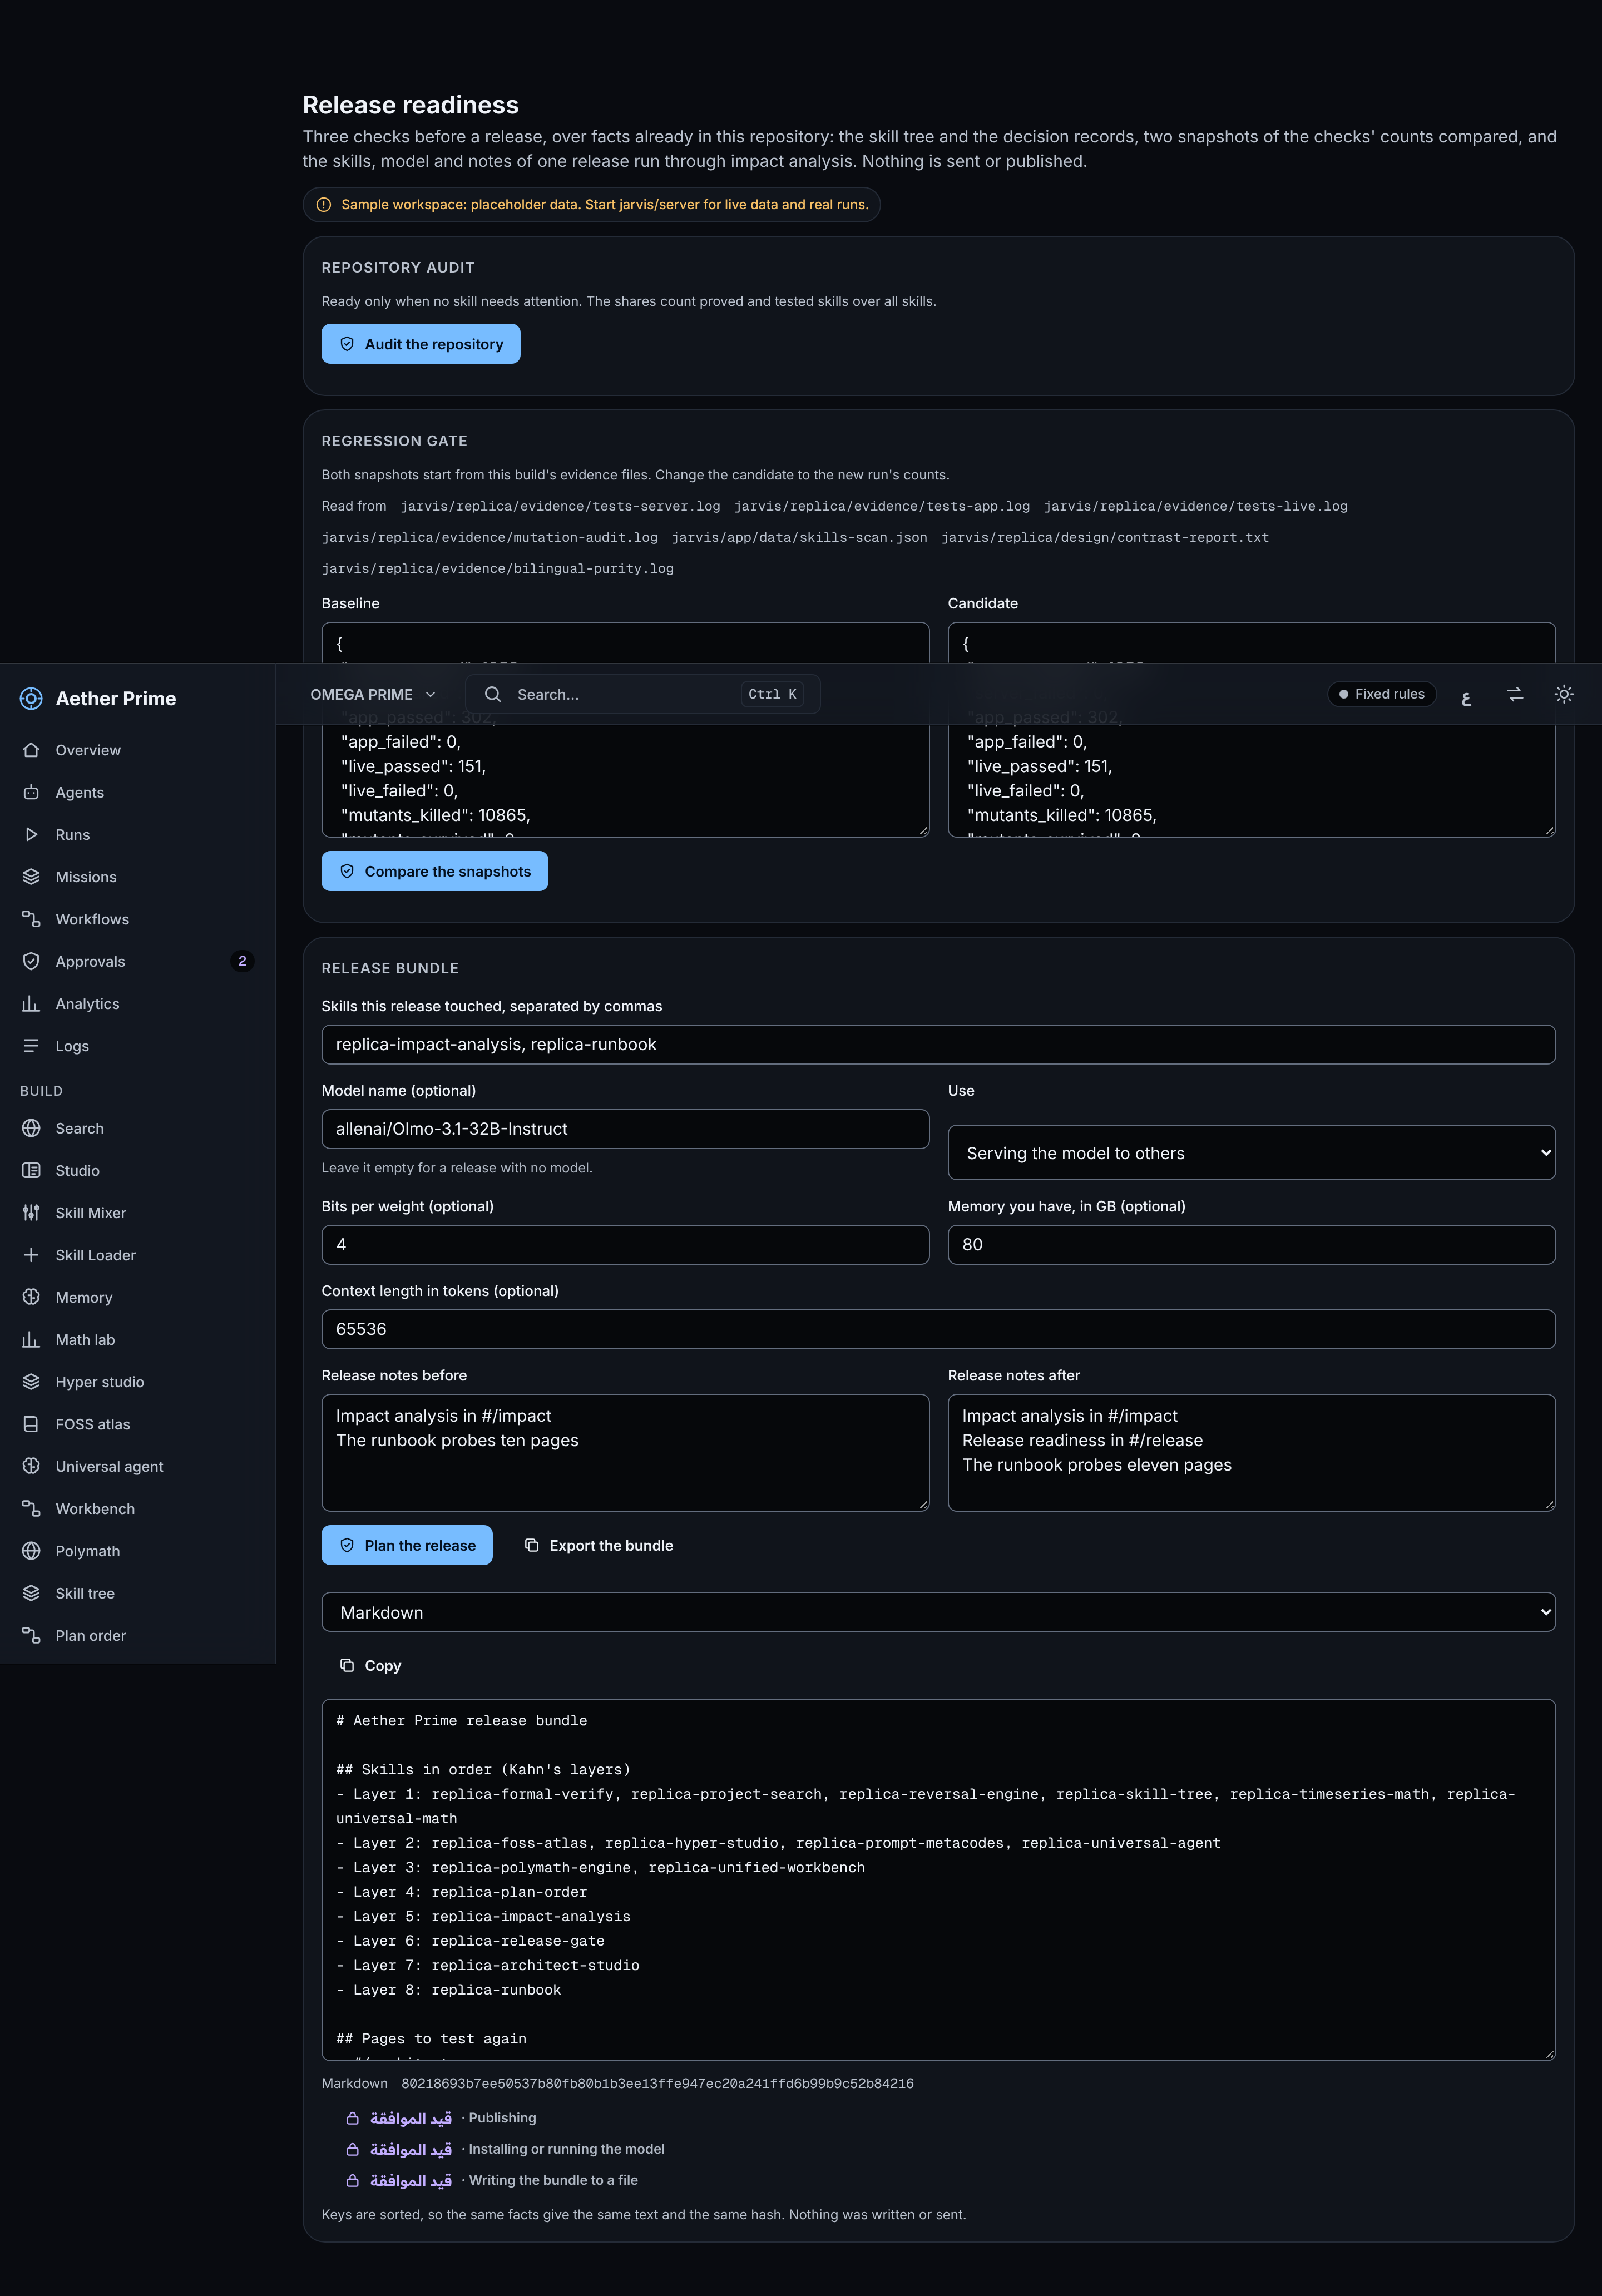 Release readiness
Three checks before a release, over facts already in this repository: the skill tree and the decision records, two snapshots of the checks' counts compared, and
the skills, model and notes of one release run through impact analysis. Nothing is sent or published.
Sample workspace: placeholder data. Start jarvis/server for live data and real runs.
REPOSITORY AUDIT
Ready only when no skill needs attention. The shares count proved and tested skills over all skills.
Audit the repository
REGRESSION GATE
Both snapshots start from this build's evidence files. Change the candidate to the new run's counts.
Read from jarvis/replica/evidence/tests-server.log jarvis/replica/evidence/tests-app.log jarvis/replica/evidence/tests-live.log
jarvis/replica/evidence/mutation-audit.log jarvis/app/data/skills-scan.json jarvis/replica/design/contrast-report.txt
jarvis/replica/evidence/bilingual-purity.log
Baseline
{
"app_passed": 302,
"app_failed": 0,
"live_passed": 151,
"live_failed": 0,
"mutants_killed": 10865,
Candidate
{
"app_passed": 302,
"app_failed": 0,
"live_passed": 151,
"live_failed": 0,
"mutants_killed": 10865,
Compare the snapshots
Aether Prime
OMEGA PRIME
Search...
Ctrl K
Fixed rules
ع
Overview
Agents
Runs
Missions
Workflows
Approvals 2
Analytics
Logs
BUILD
Search
Studio
Skill Mixer
Skill Loader
Memory
Math lab
Hyper studio
FOSS atlas
Universal agent
Workbench
Polymath
Skill tree
Plan order
RELEASE BUNDLE
Skills this release touched, separated by commas
replica-impact-analysis, replica-runbook
Model name (optional)
allenai/Olmo-3.1-32B-Instruct
Leave it empty for a release with no model.
Use
Serving the model to others
Bits per weight (optional)
4
Memory you have, in GB (optional)
80
Context length in tokens (optional)
65536
Release notes before
Impact analysis in #/impact
The runbook probes ten pages
Release notes after
Impact analysis in #/impact
Release readiness in #/release
The runbook probes eleven pages
Plan the release
Export the bundle
Markdown
Copy
# Aether Prime release bundle
## Skills in order (Kahn's layers)
- Layer 1: replica-formal-verify, replica-project-search, replica-reversal-engine, replica-skill-tree, replica-timeseries-math, replica-
universal-math
- Layer 2: replica-foss-atlas, replica-hyper-studio, replica-prompt-metacodes, replica-universal-agent
- Layer 3: replica-polymath-engine, replica-unified-workbench
- Layer 4: replica-plan-order
- Layer 5: replica-impact-analysis
- Layer 6: replica-release-gate
- Layer 7: replica-architect-studio
- Layer 8: replica-runbook
## Pages to test again
Markdown 80218693b7ee50537b80fb80b1b3ee13ffe947ec20a241ffd6b99b9c52b84216
قيد الموافقة · Publishing
قيد الموافقة · Installing or running the model
قيد الموافقة · Writing the bundle to a file
Keys are sorted, so the same facts give the same text and the same hash. Nothing was written or sent.